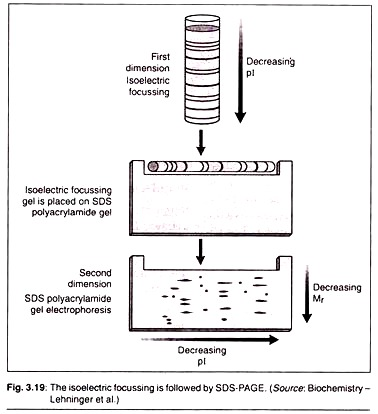 First
dimension
Isoelectric
focussing
Decreasing
pI
Isoelectric focussing
gel is placed on SDS
polyacrylamide gel
Second
dimension
SDS polyacrylamide
gel electrophoresis
Decreasing
Mr
Decreasing
pI
Fig. 3.19: The isoelectric focussing is followed by SDS-PAGE. (Source: Biochemistry –
Lehninger et al.)